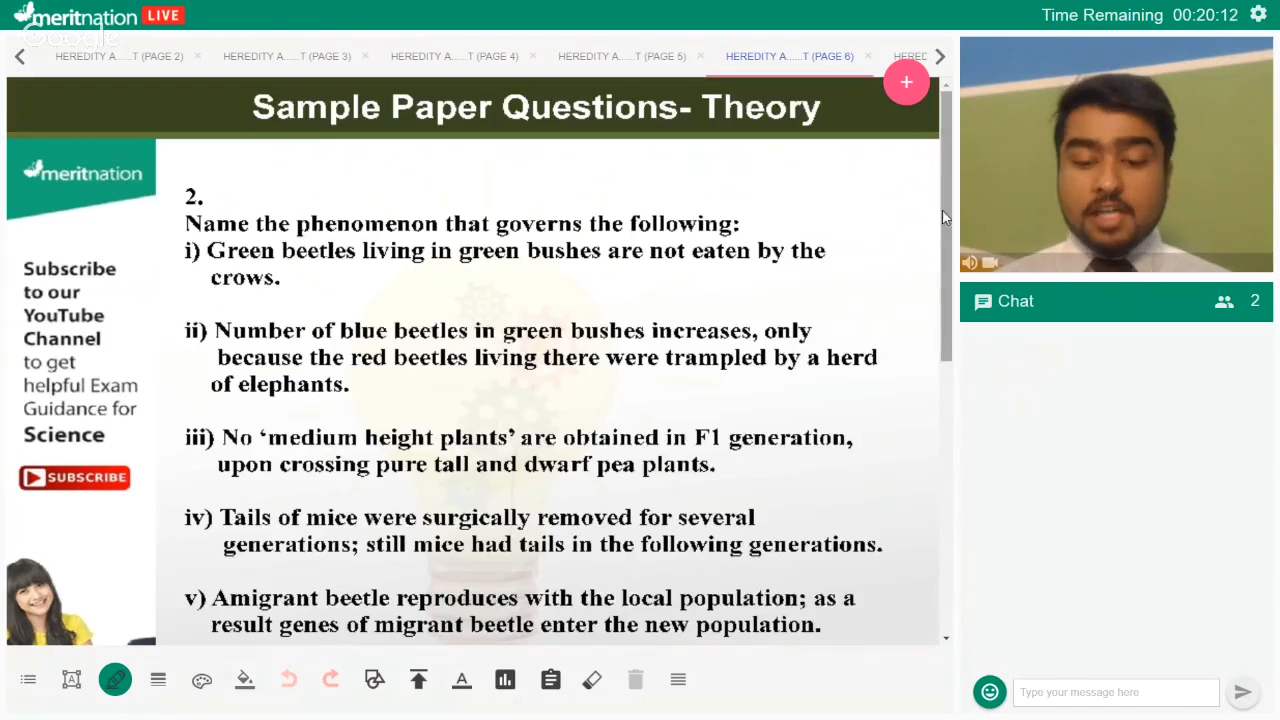 meritnation LIVE
Google
Time Remaining 00:20:12
HEREDITY A......T (PAGE 2) ×
HEREDITY A......T (PAGE 3) ×
HEREDITY A......T (PAGE 4) ×
HEREDITY A......T (PAGE 5) ×
HEREDITY A......T (PAGE 6) ×
HERED
Sample Paper Questions- Theory
meritnation
Subscribe
to our
YouTube
Channel
to get
helpful Exam
Guidance for
Science
SUBSCRIBE
2.
Name the phenomenon that governs the following:
i) Green beetles living in green bushes are not eaten by the
crows.
ii) Number of blue beetles in green bushes increases, only
because the red beetles living there were trampled by a herd
of elephants.
iii) No ‘medium height plants’ are obtained in F1 generation,
upon crossing pure tall and dwarf pea plants.
iv) Tails of mice were surgically removed for several
generations; still mice had tails in the following generations.
v) Amigrant beetle reproduces with the local population; as a
result genes of migrant beetle enter the new population.
Chat
2
Type your message here